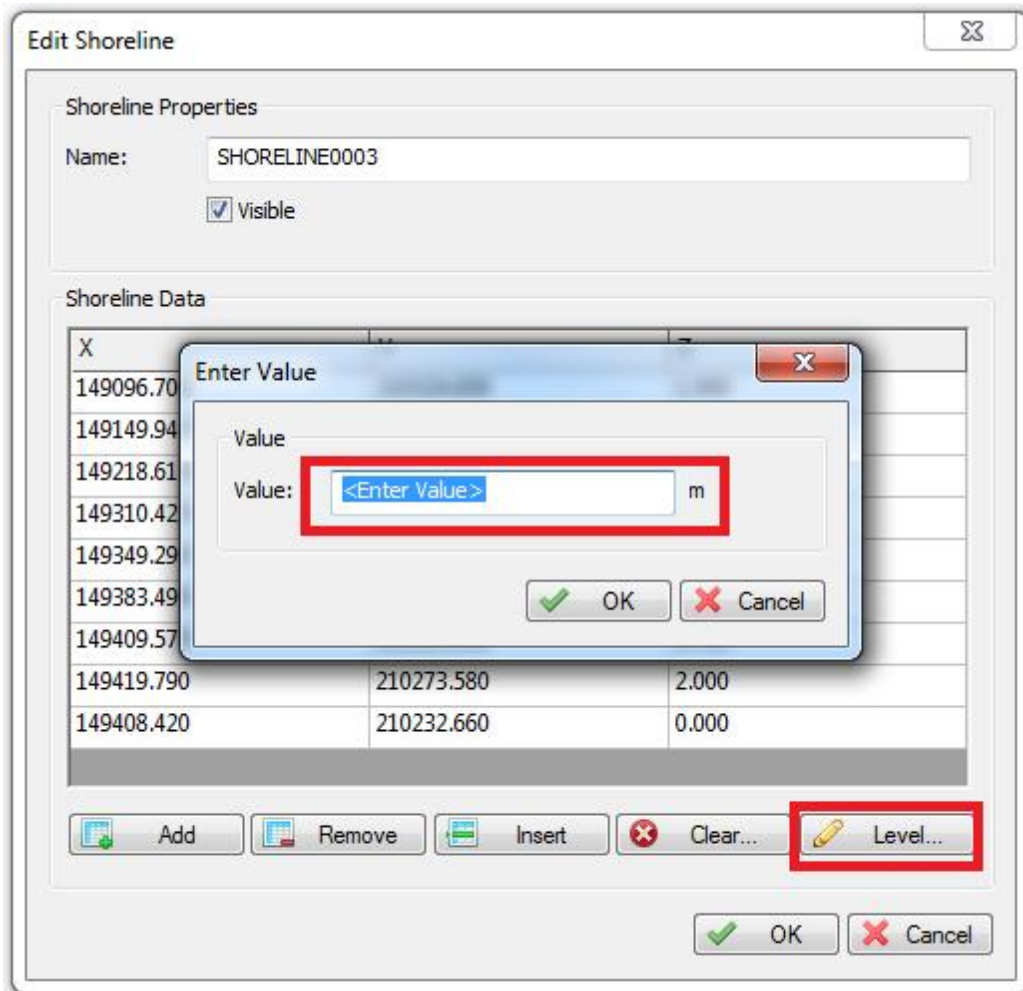 Edit Shoreline
Shoreline Properties
Name: SHORELINE0003
Visible
Shoreline Data
X
Enter Value
149096.70
149149.94
Value
149218.61
Value: <Enter Value> m
149310.42
149349.29
149383.49
OK Cancel
149409.57
149419.790 210273.580 2.000
149408.420 210232.660 0.000
Add Remove Insert Clear... Level...
OK Cancel